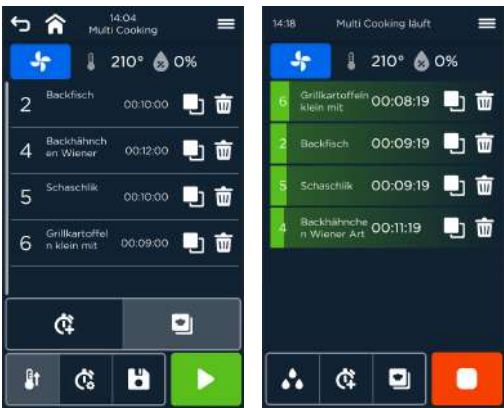 14:04
Multi Cooking
210° 0%
2 Backfisch 00:10:00
4 Backhähnch
en Wiener 00:12:00
5 Schaschlik 00:10:00
6 Grillkartoffel
n klein mit 00:09:00
14:18 Multi Cooking läuft
210° 0%
6 Grillkartoffeln
klein mit 00:08:19
2 Backfisch 00:09:19
5 Schaschlik 00:09:19
4 Backhähnche
n Wiener Art 00:11:19